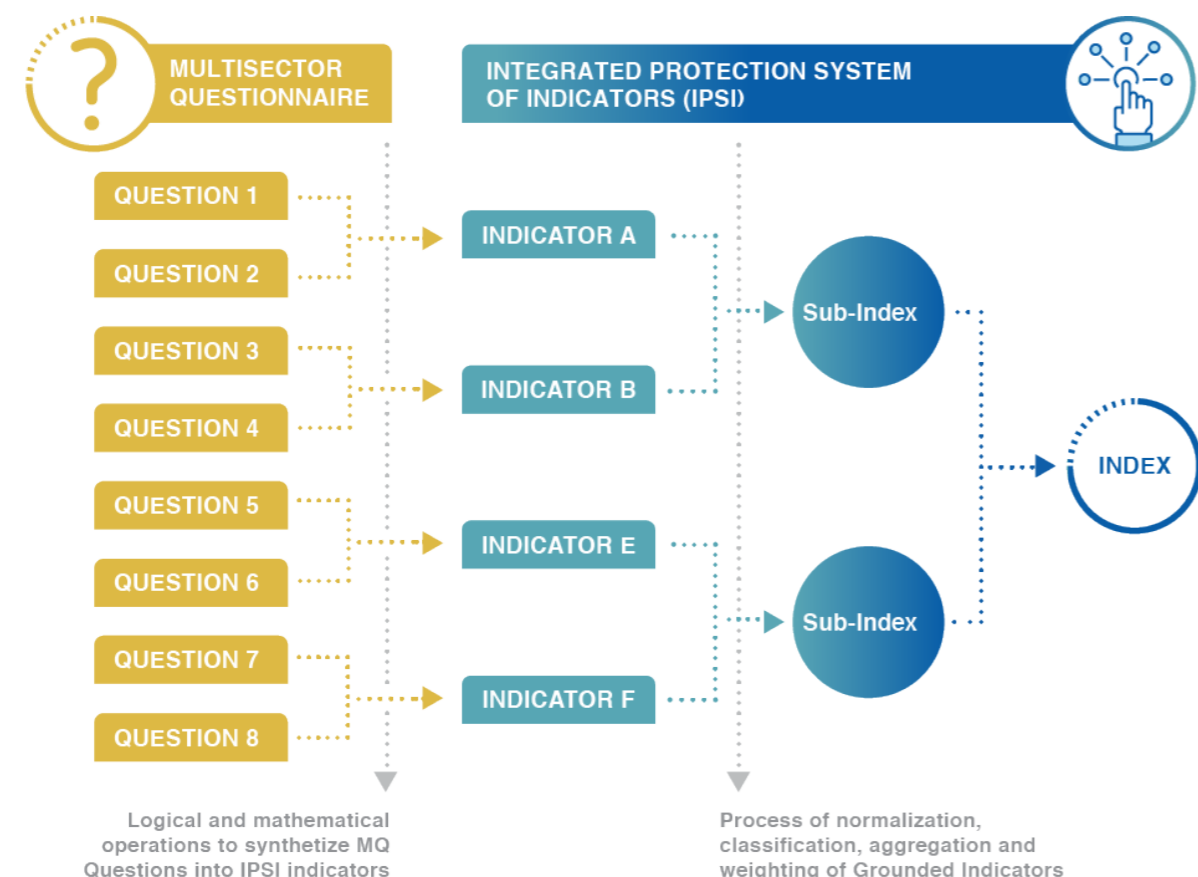 ?
MULTISECTOR
QUESTIONNAIRE
INTEGRATED PROTECTION SYSTEM
OF INDICATORS (IPSI)
QUESTION 1
QUESTION 2
QUESTION 3
QUESTION 4
QUESTION 5
QUESTION 6
QUESTION 7
QUESTION 8
INDICATOR A
INDICATOR B
INDICATOR E
INDICATOR F
Sub-Index
Sub-Index
INDEX
Logical and mathematical
operations to synthetize MQ
Questions into IPSI indicators
Process of normalization,
classification, aggregation and
weighting of Grounded Indicators